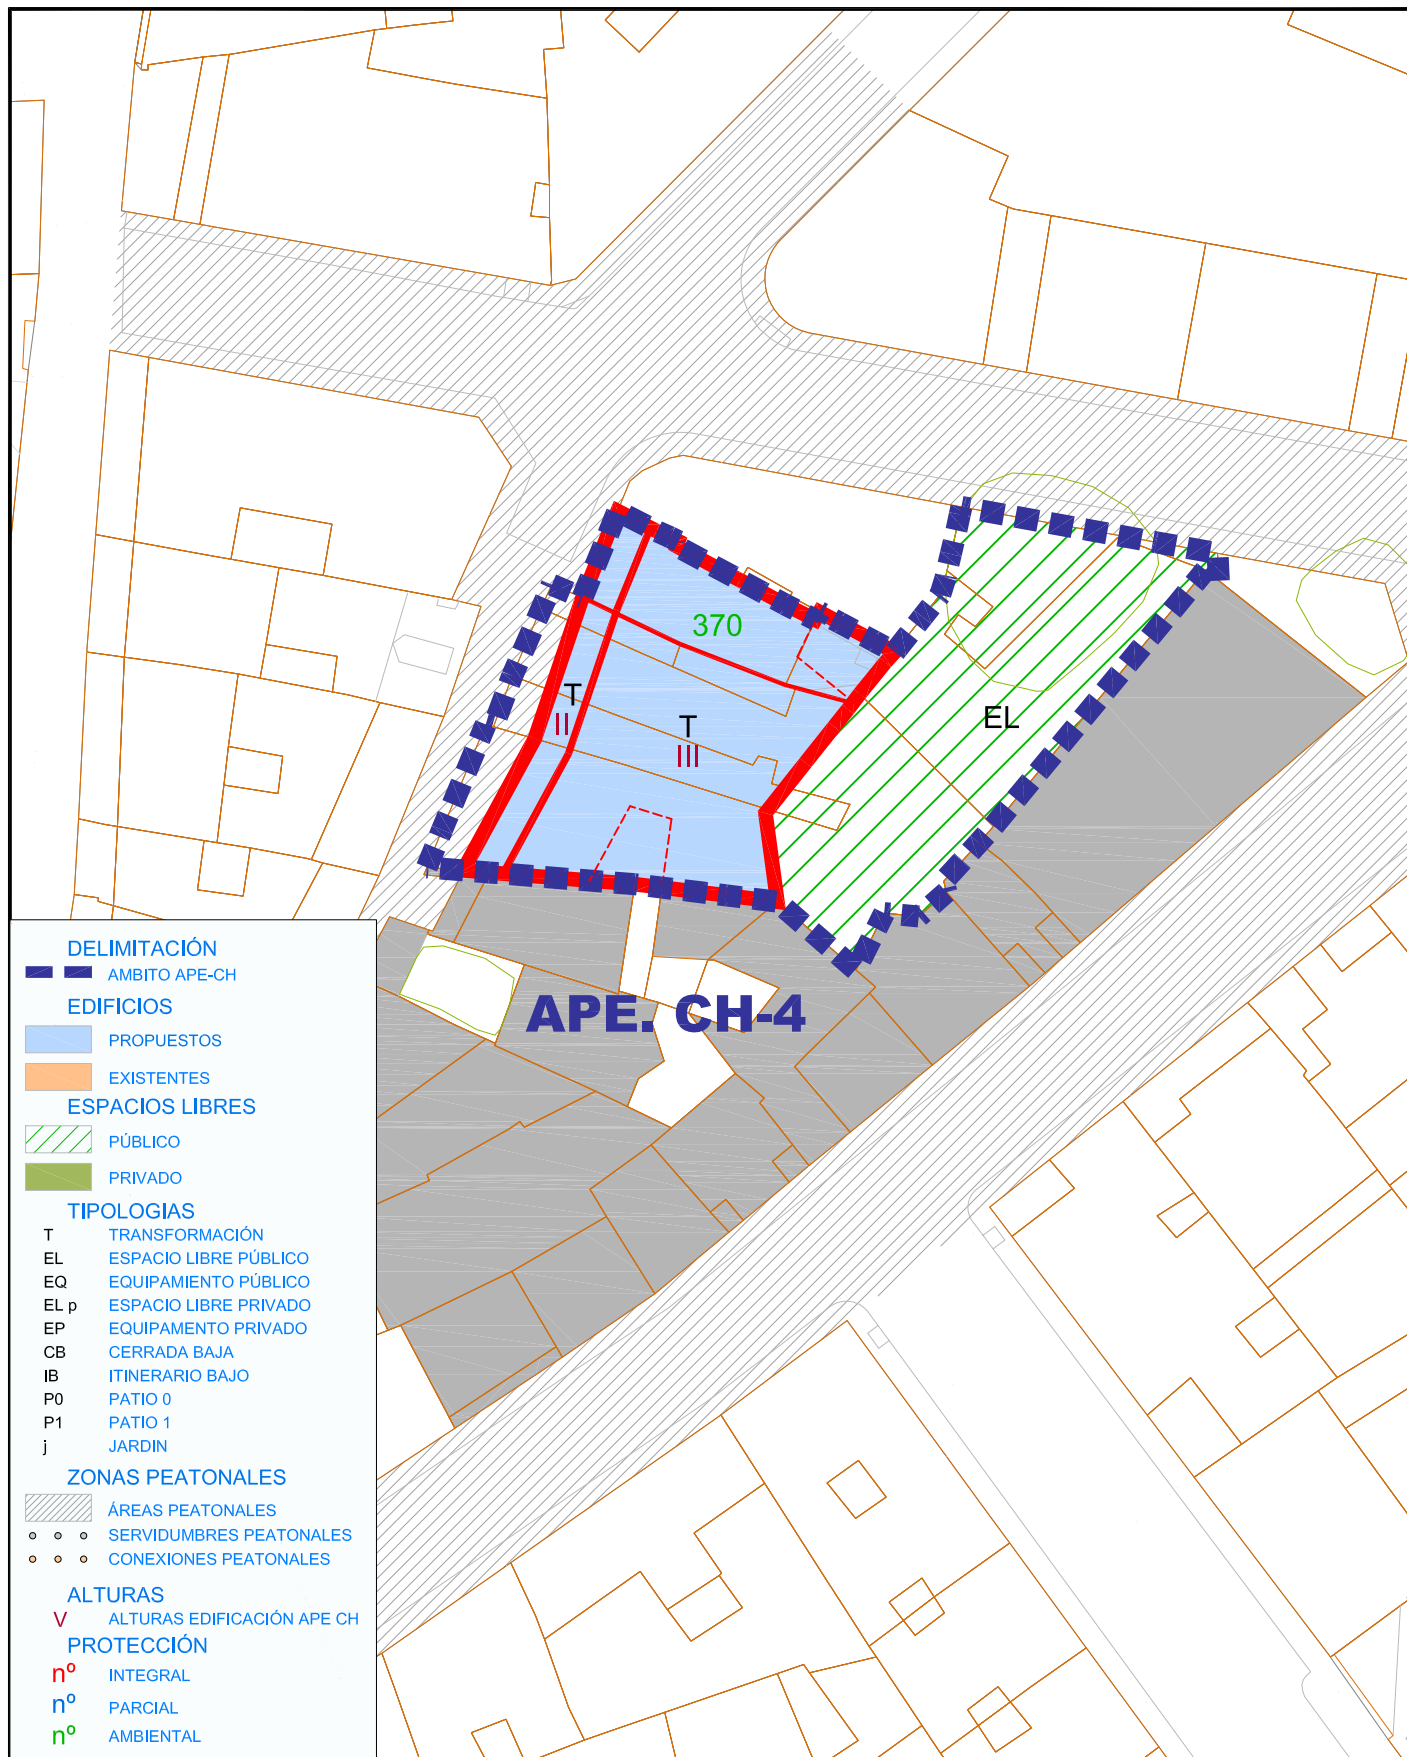 370
T
II
T
III
EL
APE. CH-4
DELIMITACIÓN
AMBITO APE-CH
EDIFICIOS
PROPUESTOS
EXISTENTES
ESPACIOS LIBRES
PÚBLICO
PRIVADO
TIPOLOGIAS
T TRANSFORMACIÓN
EL ESPACIO LIBRE PÚBLICO
EQ EQUIPAMIENTO PÚBLICO
EL p ESPACIO LIBRE PRIVADO
EP EQUIPAMENTO PRIVADO
CB CERRADA BAJA
IB ITINERARIO BAJO
P0 PATIO 0
P1 PATIO 1
j JARDIN
ZONAS PEATONALES
ÁREAS PEATONALES
SERVIDUMBRES PEATONALES
CONEXIONES PEATONALES
ALTURAS
V ALTURAS EDIFICACIÓN APE CH
PROTECCIÓN
nº INTEGRAL
nº PARCIAL
nº AMBIENTAL